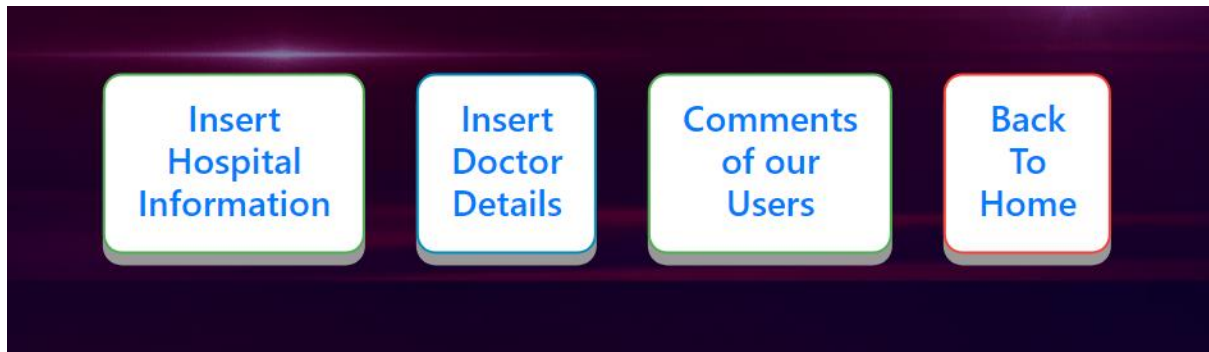 Insert
Hospital
Information
Insert
Doctor
Details
Comments
of our
Users
Back
To
Home